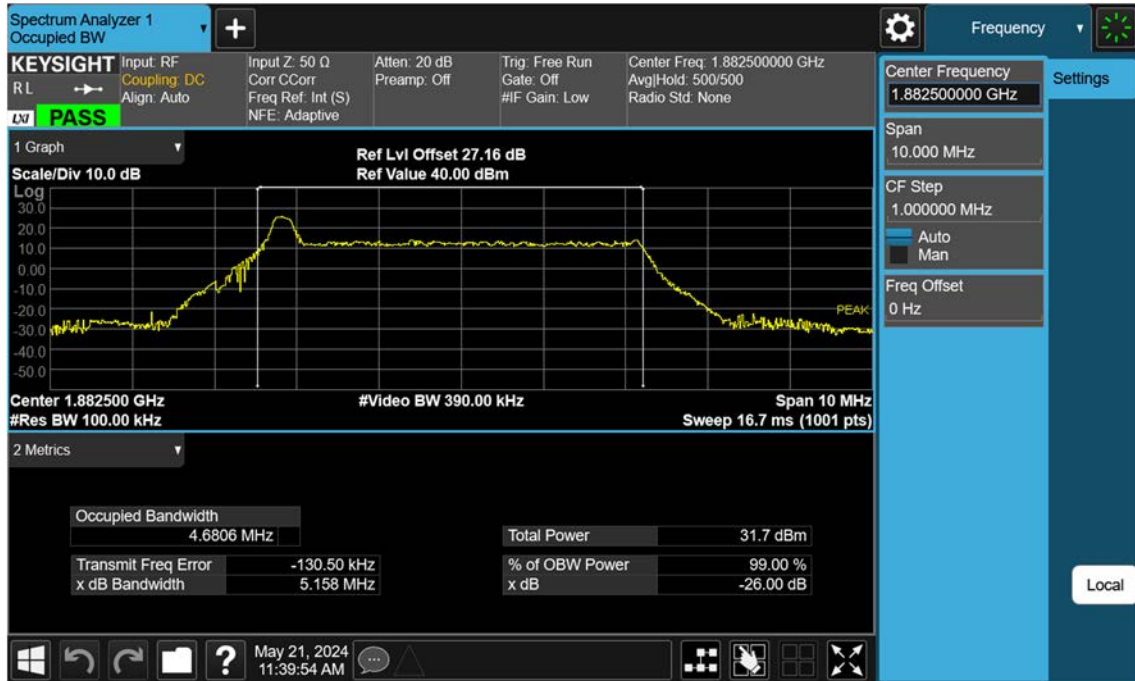 Spectrum Analyzer 1
Occupied BW
▼
+
Frequency
▼
KEYSIGHT
RL
LXI
PASS
Input: RF
Coupling: DC
Align: Auto
Input Z: 50 Ω
Corr CCorr
Freq Ref: Int (S)
NFE: Adaptive
Atten: 20 dB
Preamp: Off
Trig: Free Run
Gate: Off
#IF Gain: Low
Center Freq: 1.882500000 GHz
Avg|Hold: 500/500
Radio Std: None
Center Frequency
1.882500000 GHz
Settings
Span
10.000 MHz
CF Step
1.000000 MHz
Auto
Man
Freq Offset
0 Hz
Local
1 Graph
▼
Scale/Div 10.0 dB
Ref Lvl Offset 27.16 dB
Ref Value 40.00 dBm
Log
30.0
20.0
10.0
0.00
-10.0
-20.0
-30.0
-40.0
-50.0
PEAK
Center 1.882500 GHz
#Video BW 390.00 kHz
Span 10 MHz
#Res BW 100.00 kHz
Sweep 16.7 ms (1001 pts)
2 Metrics
▼
Occupied Bandwidth
4.6806 MHz
Total Power 31.7 dBm
Transmit Freq Error -130.50 kHz
% of OBW Power 99.00 %
x dB Bandwidth 5.158 MHz
x dB -26.00 dB
?
May 21, 2024
11:39:54 AM